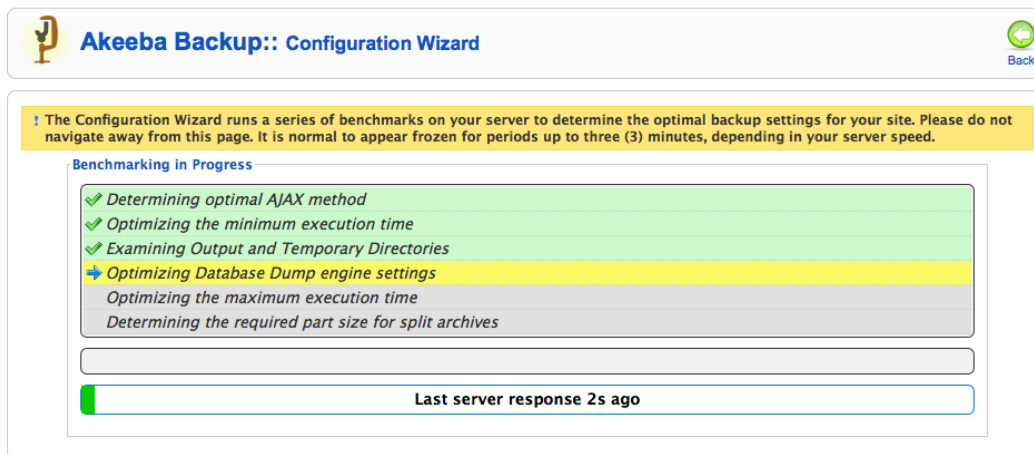 Akeeba Backup:: Configuration Wizard
Back
! The Configuration Wizard runs a series of benchmarks on your server to determine the optimal backup settings for your site. Please do not
navigate away from this page. It is normal to appear frozen for periods up to three (3) minutes, depending in your server speed.
Benchmarking in Progress
Determining optimal AJAX method
Optimizing the minimum execution time
Examining Output and Temporary Directories
Optimizing Database Dump engine settings
Optimizing the maximum execution time
Determining the required part size for split archives
Last server response 2s ago